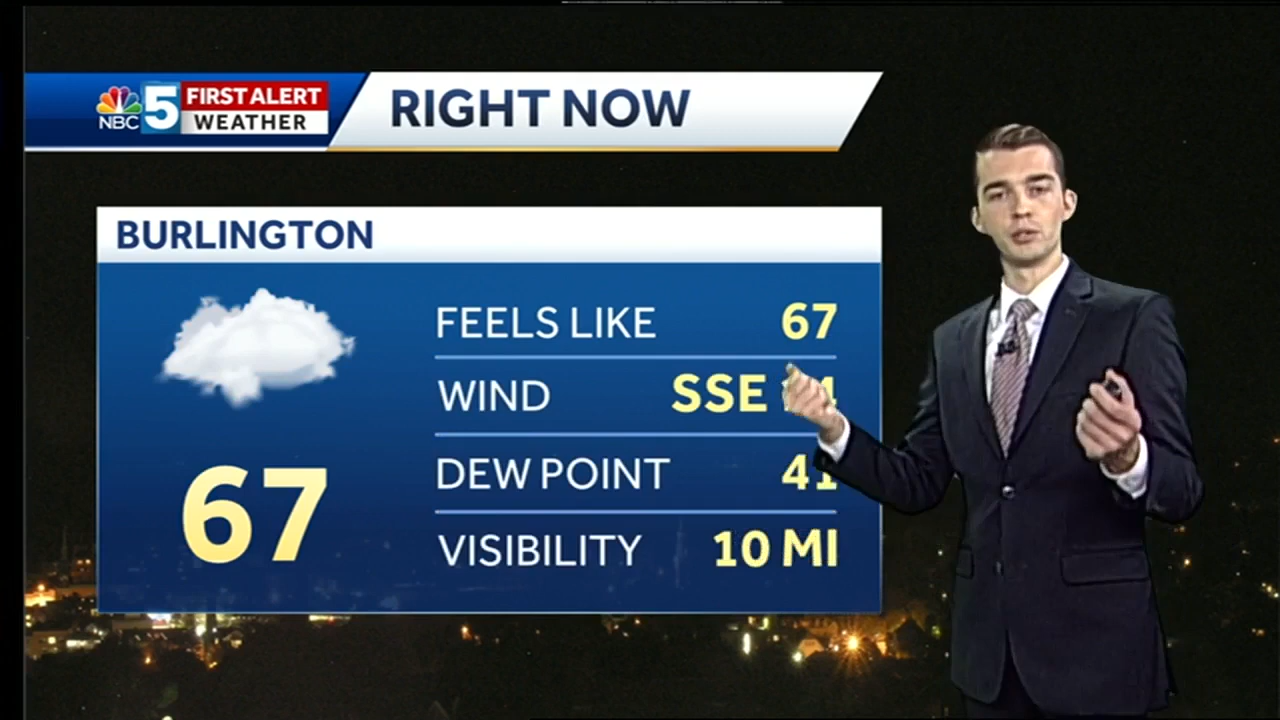 NBC 5 FIRST ALERT WEATHER
RIGHT NOW
BURLINGTON
67
FEELS LIKE 67
WIND SSE
DEW POINT 41
VISIBILITY 10 MI